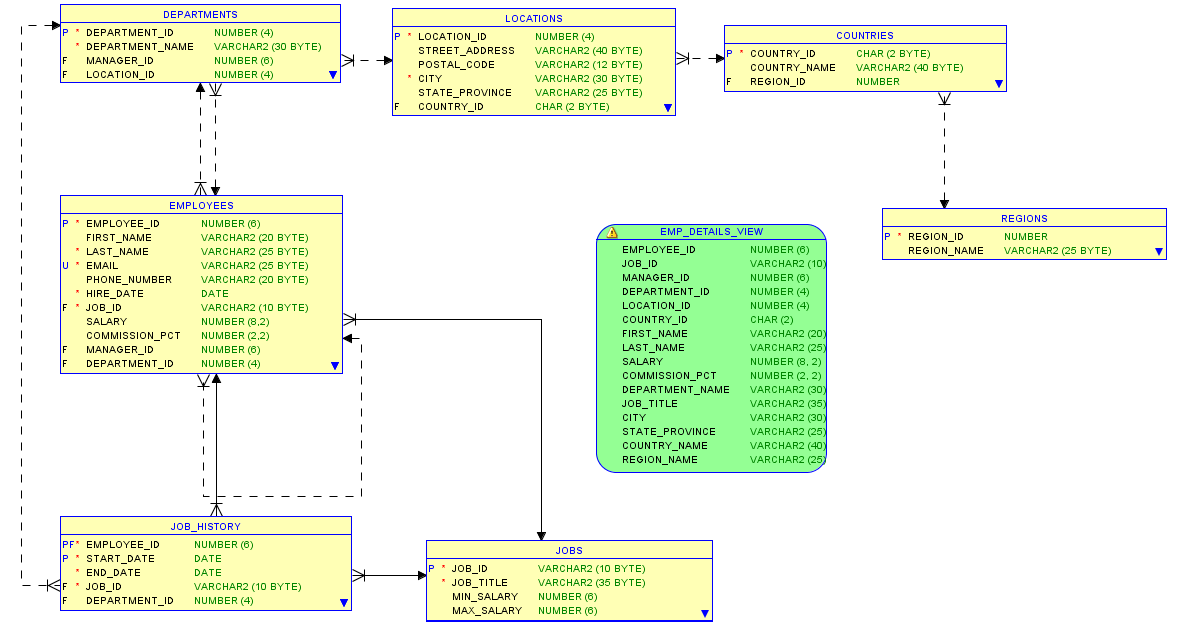 DEPARTMENTS
P * DEPARTMENT_ID NUMBER (4)
* DEPARTMENT_NAME VARCHAR2 (30 BYTE)
F MANAGER_ID NUMBER (6)
F LOCATION_ID NUMBER (4)
LOCATIONS
P * LOCATION_ID NUMBER (4)
STREET_ADDRESS VARCHAR2 (40 BYTE)
POSTAL_CODE VARCHAR2 (12 BYTE)
* CITY VARCHAR2 (30 BYTE)
STATE_PROVINCE VARCHAR2 (25 BYTE)
F COUNTRY_ID CHAR (2 BYTE)
COUNTRIES
P * COUNTRY_ID CHAR (2 BYTE)
COUNTRY_NAME VARCHAR2 (40 BYTE)
F REGION_ID NUMBER
EMPLOYEES
P * EMPLOYEE_ID NUMBER (6)
FIRST_NAME VARCHAR2 (20 BYTE)
* LAST_NAME VARCHAR2 (25 BYTE)
U * EMAIL VARCHAR2 (25 BYTE)
PHONE_NUMBER VARCHAR2 (20 BYTE)
* HIRE_DATE DATE
F * JOB_ID VARCHAR2 (10 BYTE)
SALARY NUMBER (8,2)
COMMISSION_PCT NUMBER (2,2)
F MANAGER_ID NUMBER (6)
F DEPARTMENT_ID NUMBER (4)
EMP_DETAILS_VIEW
EMPLOYEE_ID NUMBER (6)
JOB_ID VARCHAR2 (10)
MANAGER_ID NUMBER (6)
DEPARTMENT_ID NUMBER (4)
LOCATION_ID NUMBER (4)
COUNTRY_ID CHAR (2)
FIRST_NAME VARCHAR2 (20)
LAST_NAME VARCHAR2 (25)
SALARY NUMBER (8, 2)
COMMISSION_PCT NUMBER (2, 2)
DEPARTMENT_NAME VARCHAR2 (30)
JOB_TITLE VARCHAR2 (35)
CITY VARCHAR2 (30)
STATE_PROVINCE VARCHAR2 (25)
COUNTRY_NAME VARCHAR2 (40)
REGION_NAME VARCHAR2 (25)
REGIONS
P * REGION_ID NUMBER
REGION_NAME VARCHAR2 (25 BYTE)
JOB_HISTORY
PF* EMPLOYEE_ID NUMBER (6)
P * START_DATE DATE
* END_DATE DATE
F * JOB_ID VARCHAR2 (10 BYTE)
F DEPARTMENT_ID NUMBER (4)
JOBS
P * JOB_ID VARCHAR2 (10 BYTE)
* JOB_TITLE VARCHAR2 (35 BYTE)
MIN_SALARY NUMBER (6)
MAX_SALARY NUMBER (6)